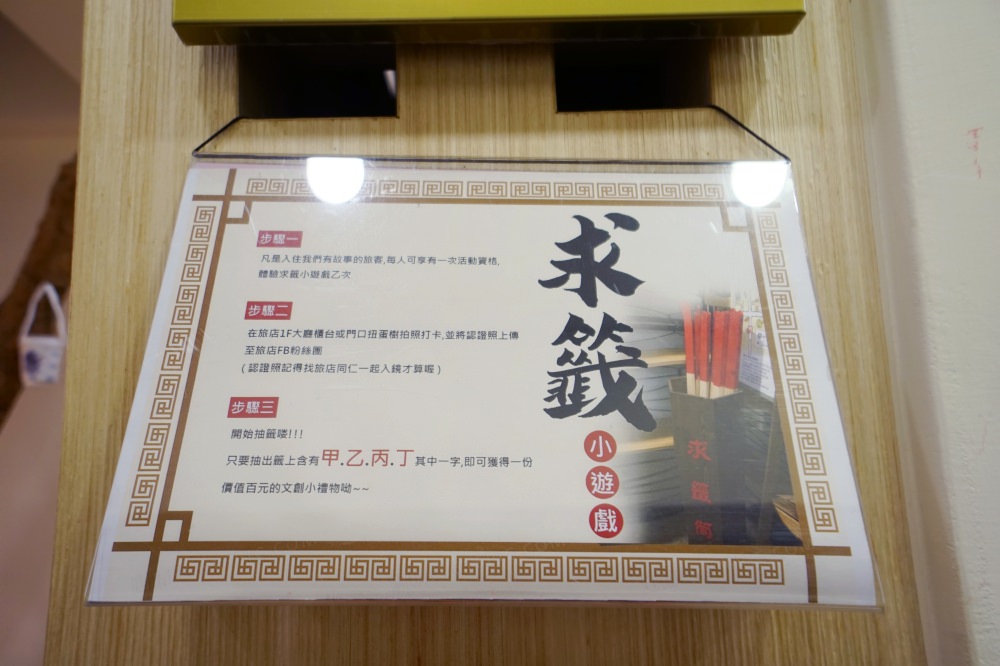 步驟一
凡是入住我們有故事的旅客,每人可享有一次活動資格,
體驗求籤小遊戲乙次
步驟二
在旅店1F大廳櫃台或門口扭蛋樹拍照打卡,並將認證照上傳
至旅店FB粉絲團
(認證照記得找旅店同仁一起入鏡才算喔)
步驟三
開始抽籤喽!!!
只要抽出籤上含有甲.乙.丙.丁其中一字,即可獲得一份
價值百元的文創小禮物呦~~
求籤
小遊戲
求籤筒